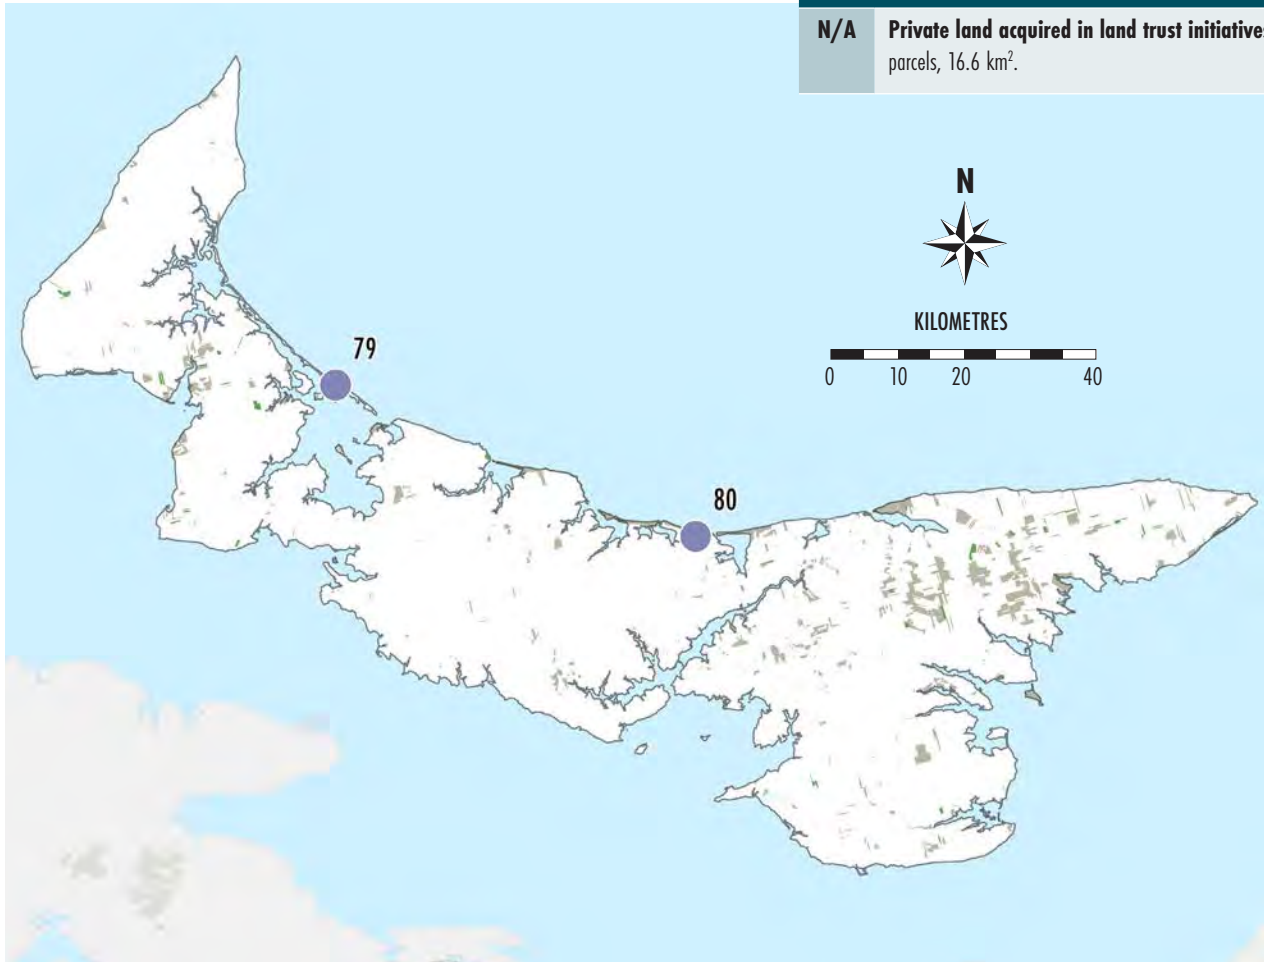 N/A Private land acquired in land trust initiatives
parcels, 16.6 km².
N
KILOMETRES
0 10 20 40
79
80